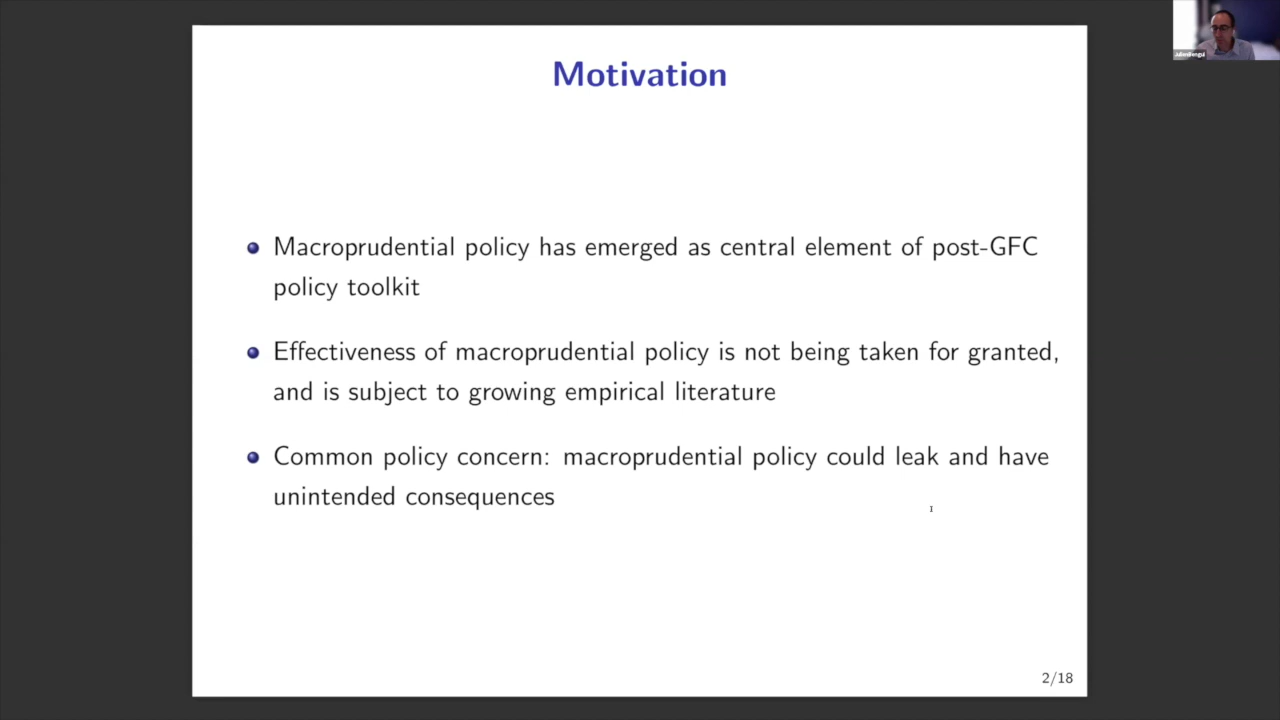 Motivation
Macroprudential policy has emerged as central element of post-GFC
policy toolkit
Effectiveness of macroprudential policy is not being taken for granted,
and is subject to growing empirical literature
Common policy concern: macroprudential policy could leak and have
unintended consequences
2/18